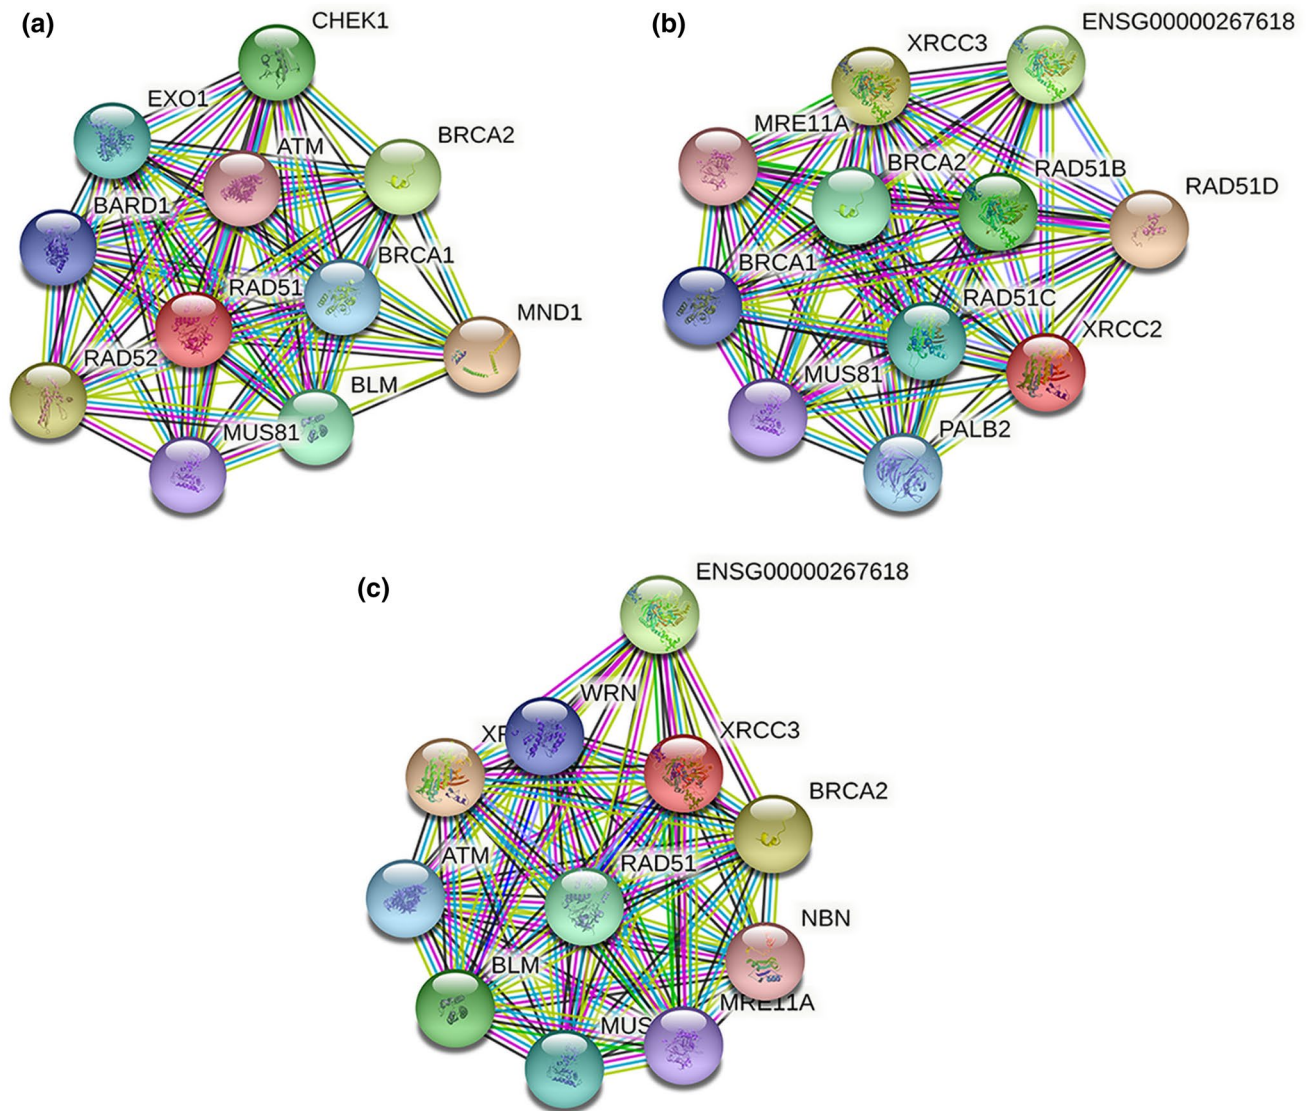 (a)
CHEK1
EXO1
ATM
BRCA2
BARD1
BRCA1
RAD51
MND1
RAD52
BLM
MUS81
(b)
ENSG00000267618
XRCC3
MRE11A
BRCA2
RAD51B
RAD51D
BRCA1
RAD51C
XRCC2
MUS81
PALB2
(c)
ENSG00000267618
WRN
XRCC3
BRCA2
ATM
RAD51
NBN
BLM
MRE11A
MUS